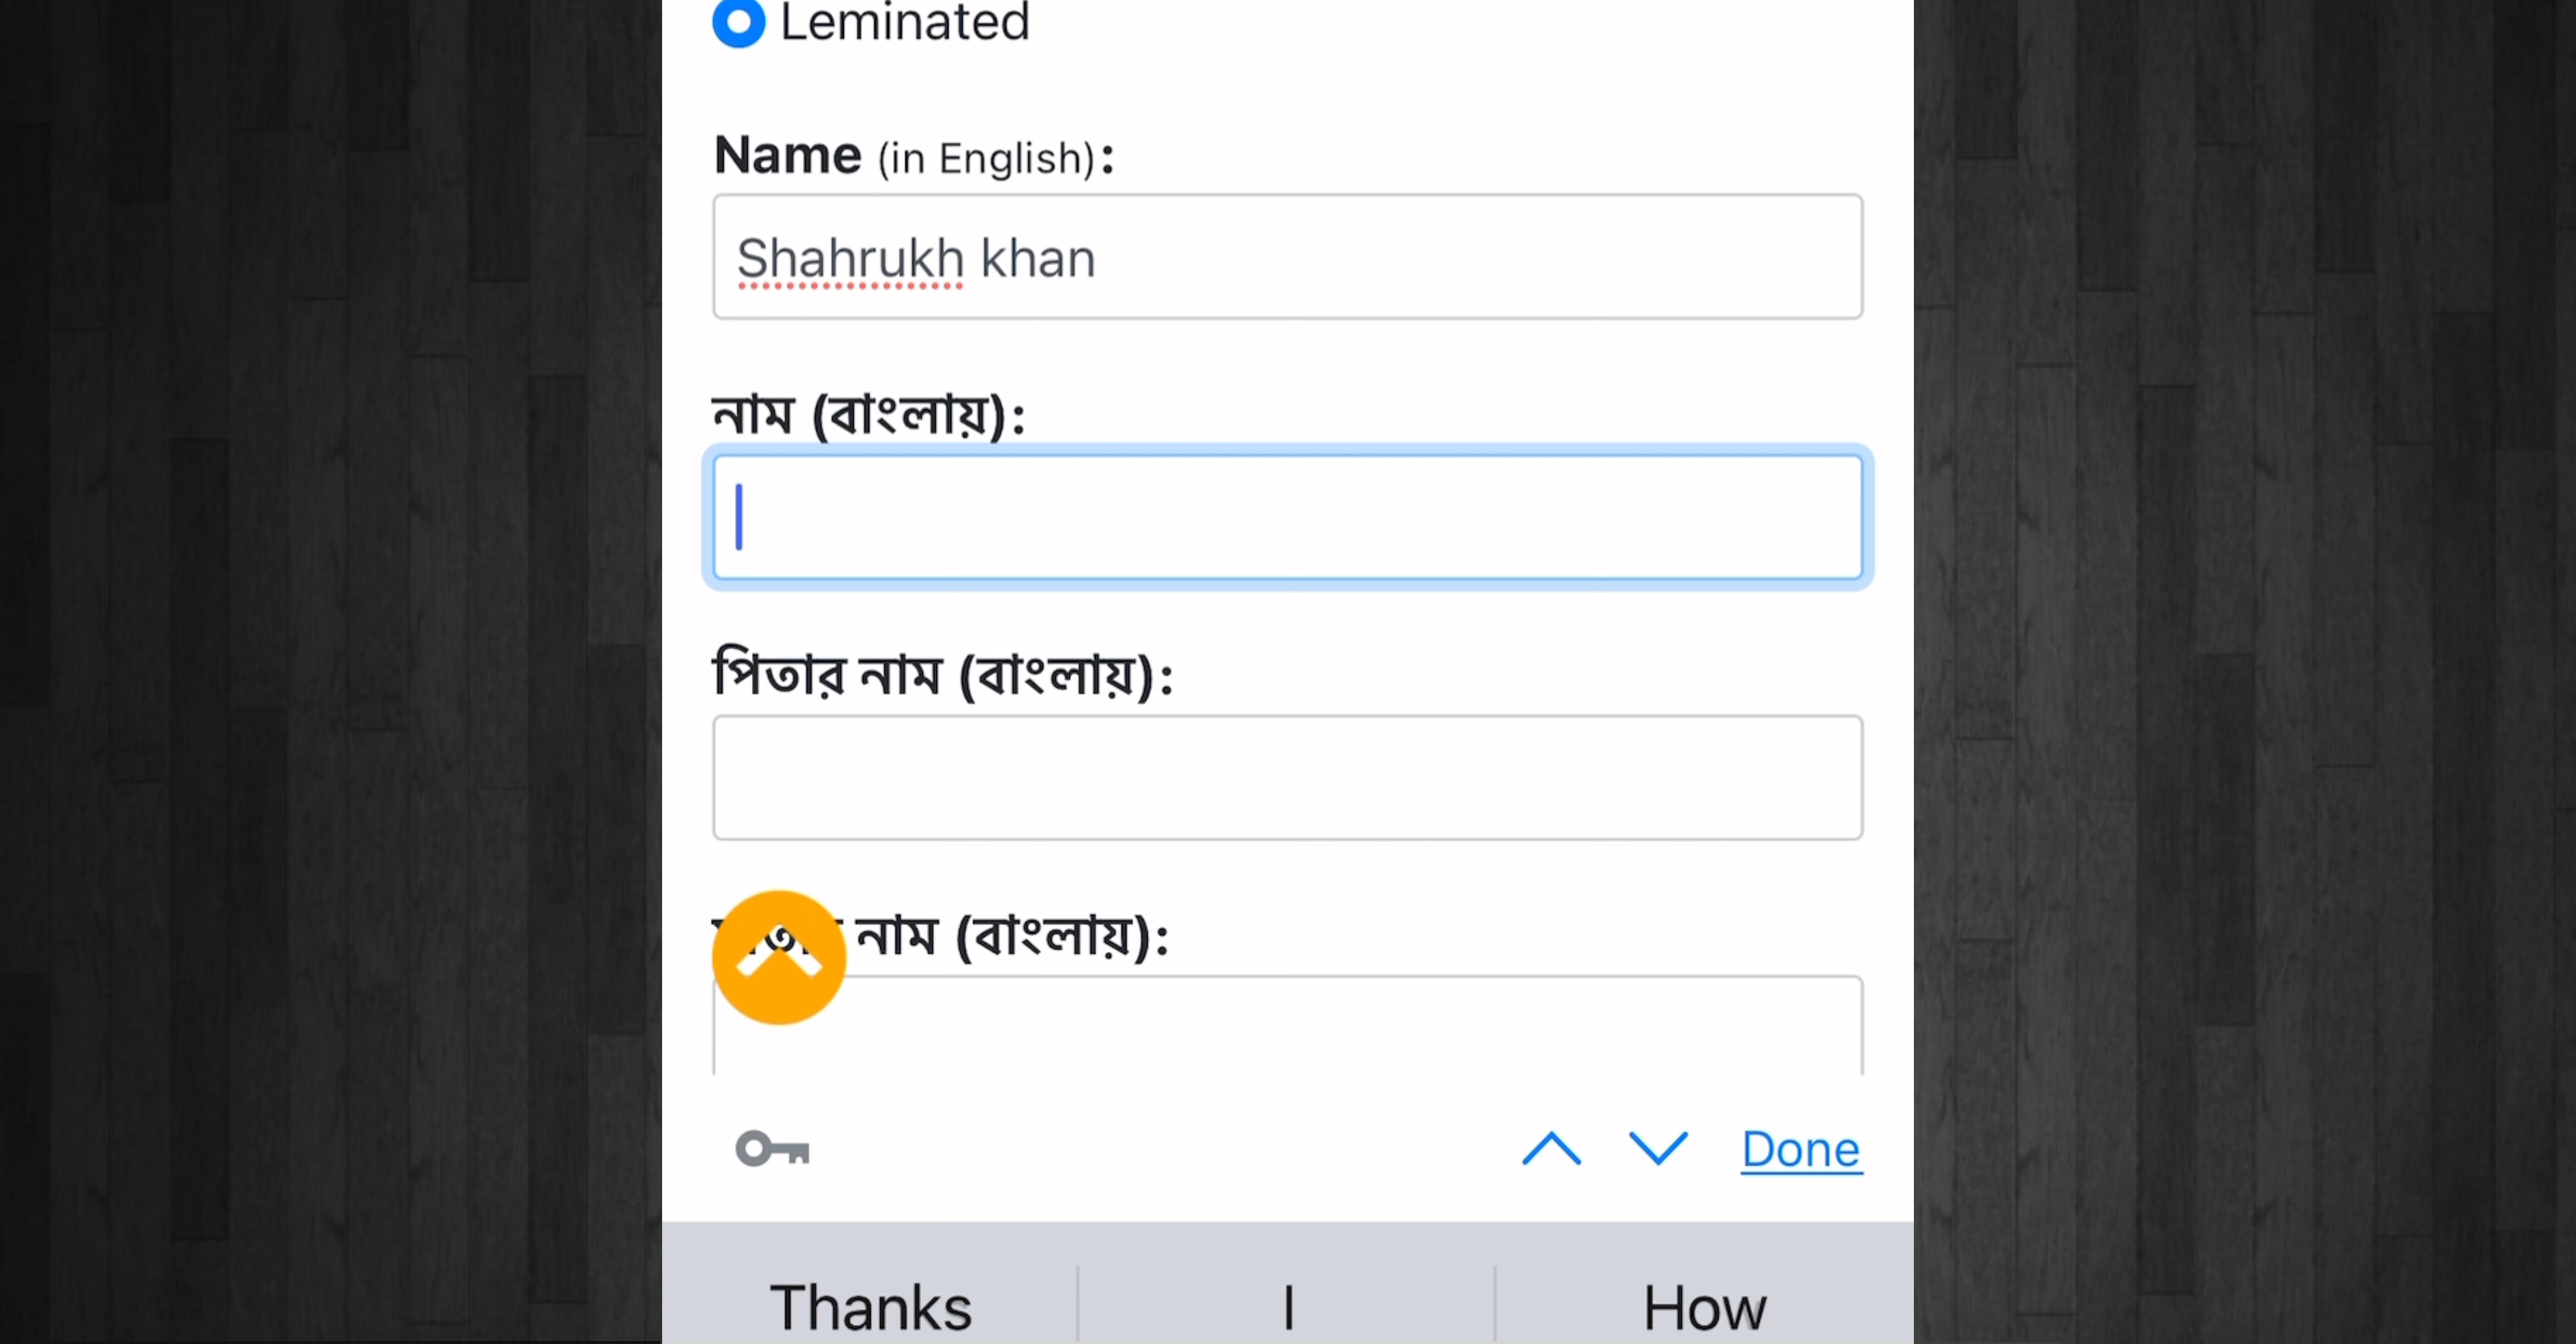 Leminated
Name (in English):
Shahrukh khan
নাম (বাংলায়):
পিতার নাম (বাংলায়):
নাম (বাংলায়):
Done
Thanks
I
How